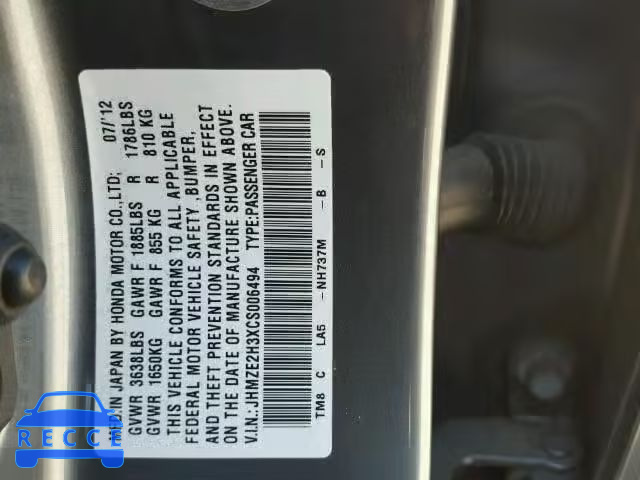 MFD.IN JAPAN BY HONDA MOTOR CO.,LTD; 07/'12
GVWR 3638LBS GAWR F 1885LBS R 1786LBS
GVWR 1650KG GAWR F 855 KG R 810 KG
THIS VEHICLE CONFORMS TO ALL APPLICABLE
FEDERAL MOTOR VEHICLE SAFETY ,BUMPER,
AND THEFT PREVENTION STANDARDS IN EFFECT
ON THE DATE OF MANUFACTURE SHOWN ABOVE.
V.I.N.:JHMZE2H3XCS006494 TYPE:PASSENGER CAR
TM8 C LA5 -NH737M -B -S
RECCF